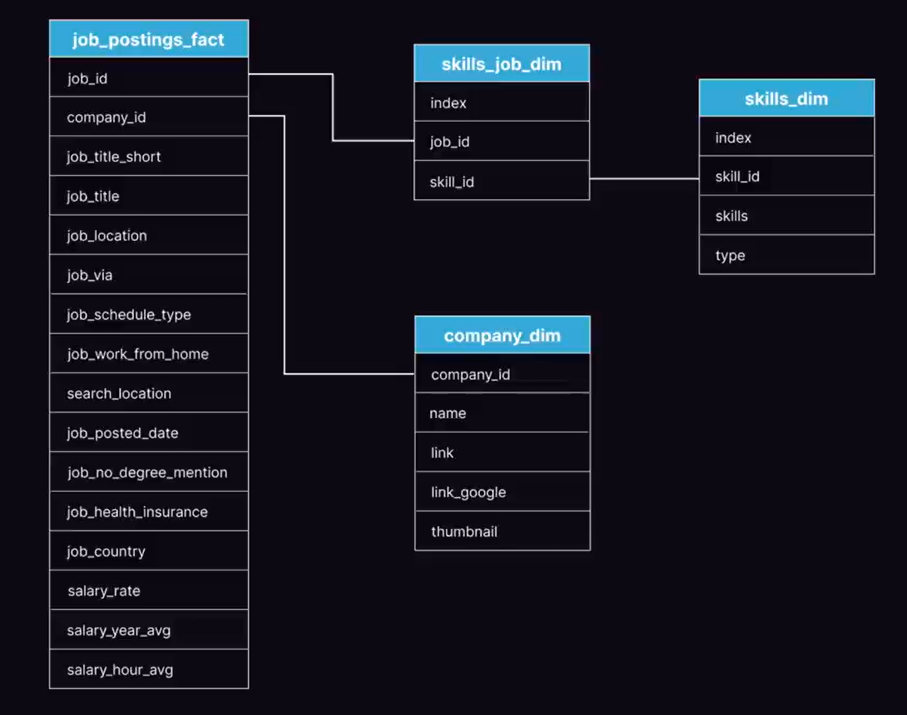 job_postings_fact
job_id
company_id
job_title_short
job_title
job_location
job_via
job_schedule_type
job_work_from_home
search_location
job_posted_date
job_no_degree_mention
job_health_insurance
job_country
salary_rate
salary_year_avg
salary_hour_avg
skills_job_dim
index
job_id
skill_id
skills_dim
index
skill_id
skills
type
company_dim
company_id
name
link
link_google
thumbnail